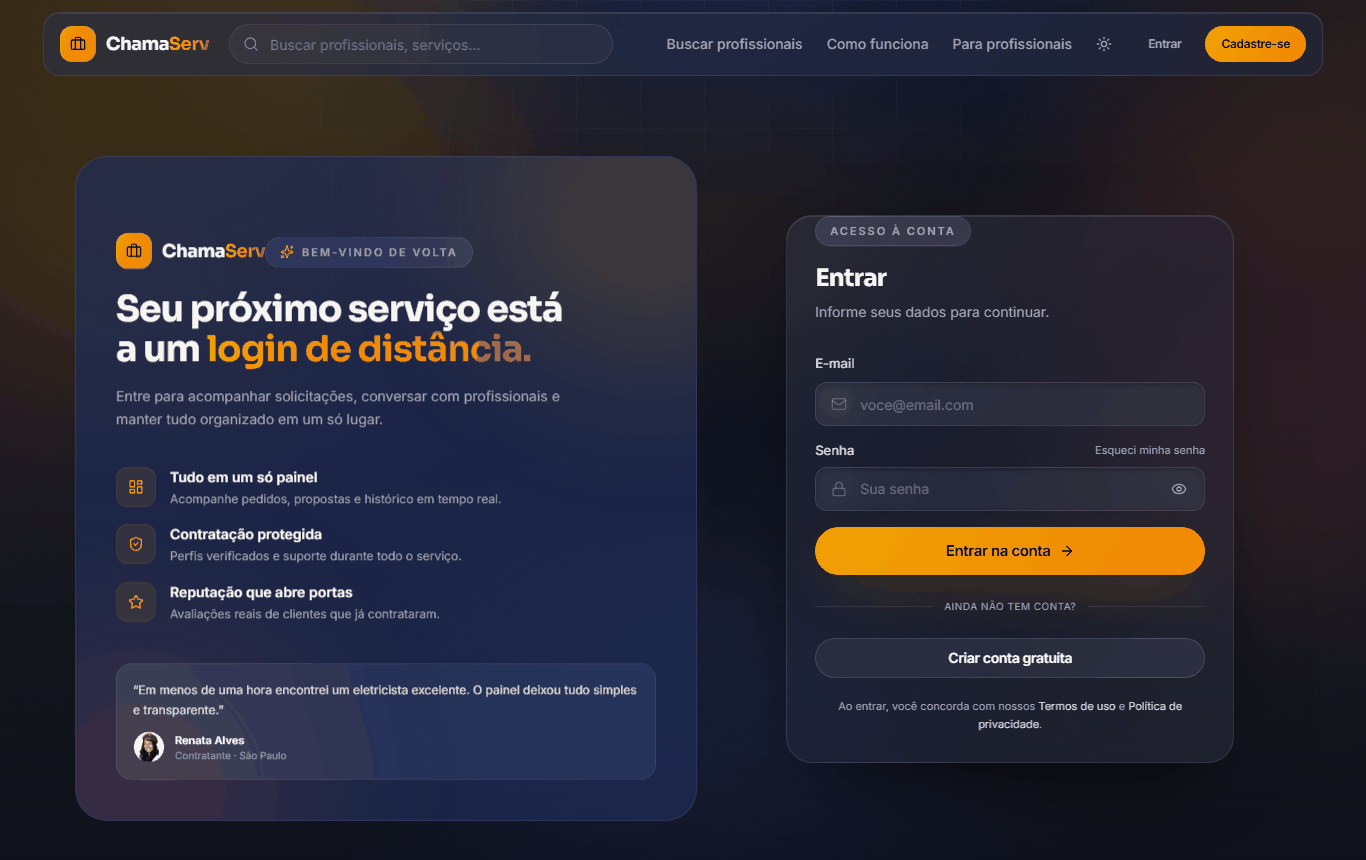 ChamaServ
Buscar profissionais, serviços...
Buscar profissionais
Como funciona
Para profissionais
Entrar
Cadastre-se
ChamaServ
BEM-VINDO DE VOLTA
Seu próximo serviço está
a um login de distância.
Entre para acompanhar solicitações, conversar com profissionais e
manter tudo organizado em um só lugar.
Tudo em um só painel
Acompanhe pedidos, propostas e histórico em tempo real.
Contratação protegida
Perfis verificados e suporte durante todo o serviço.
Reputação que abre portas
Avaliações reais de clientes que já contrataram.
“Em menos de uma hora encontrei um eletricista excelente. O painel deixou tudo simples
e transparente.”
Renata Alves
Contratante · São Paulo
ACESSO À CONTA
Entrar
Informe seus dados para continuar.
E-mail
voce@email.com
Senha
Esqueci minha senha
Sua senha
Entrar na conta →
AINDA NÃO TEM CONTA?
Criar conta gratuita
Ao entrar, você concorda com nossos Termos de uso e Política de
privacidade.